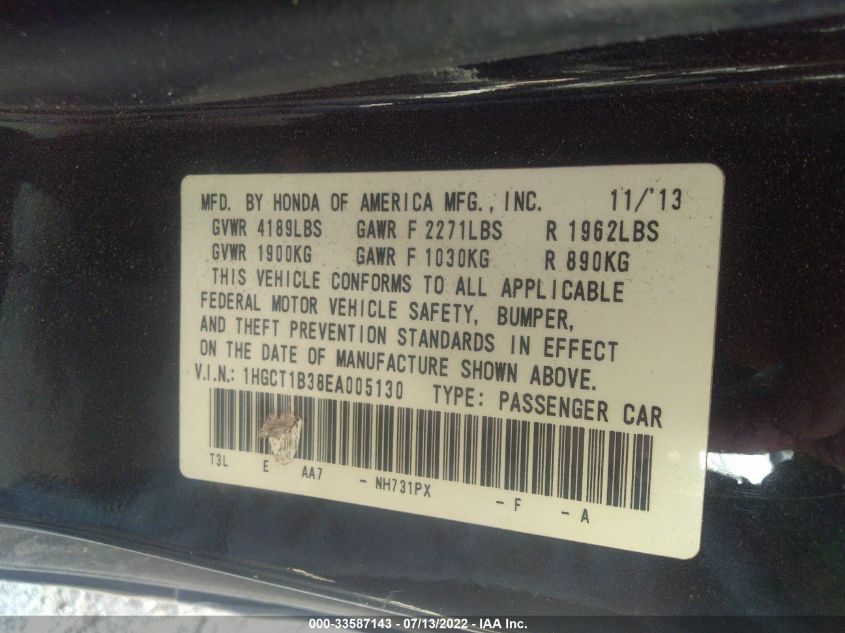 MFD. BY HONDA OF AMERICA MFG., INC. 11/'13
GVWR 4189LBS GAWR F 2271LBS R 1962LBS
GVWR 1900KG GAWR F 1030KG R 890KG
THIS VEHICLE CONFORMS TO ALL APPLICABLE
FEDERAL MOTOR VEHICLE SAFETY, BUMPER,
AND THEFT PREVENTION STANDARDS IN EFFECT
ON THE DATE OF MANUFACTURE SHOWN ABOVE.
V.I.N.: 1HGCT1B38EA005130 TYPE: PASSENGER CAR
T3L E AA7 - NH731PX - F - A
000-33587143 - 07/13/2022 - IAA Inc.